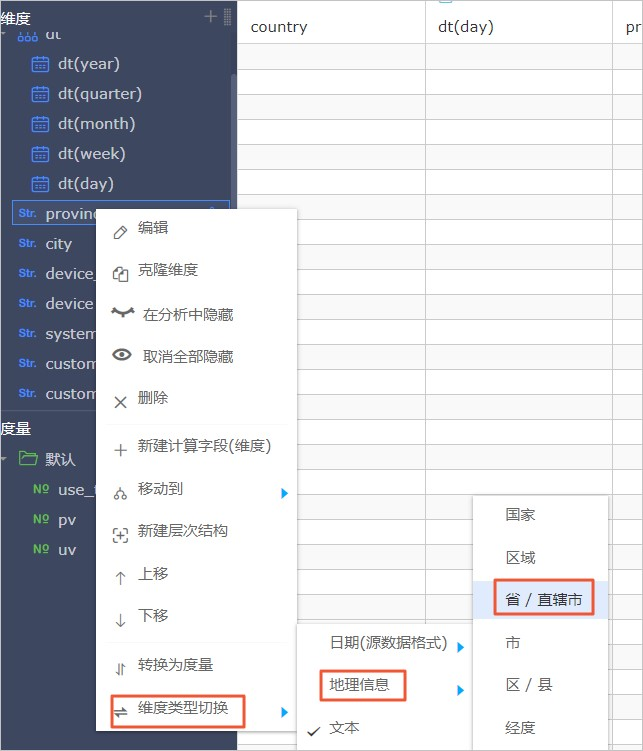 维度
dt
dt(year)
dt(quarter)
dt(month)
dt(week)
dt(day)
Str. provinc
Str. city
Str. device_
Str. device
Str. system
Str. custom
Str. custom
度量
默认
Nº use_t
Nº pv
Nº uv
country
dt(day)
pr
编辑
克隆维度
在分析中隐藏
取消全部隐藏
删除
新建计算字段(维度)
移动到
新建层次结构
上移
下移
转换为度量
维度类型切换
日期(源数据格式)
地理信息
文本
国家
区域
省 / 直辖市
市
区 / 县
经度